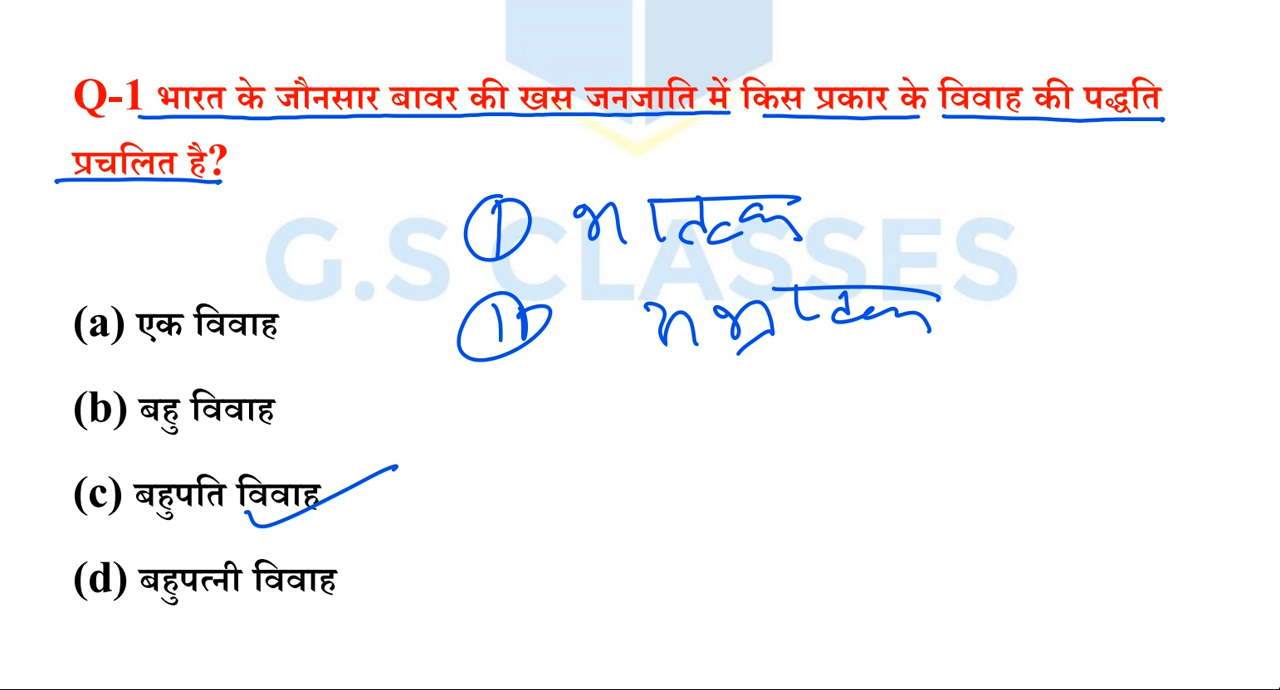 Q-1 भारत के जौनसार बावर की खस जनजाति में किस प्रकार के विवाह की पद्धति
प्रचलित है?
G.S CLASSES
(a) एक विवाह
(b) बहु विवाह
(c) बहुपति विवाह
(d) बहुपत्नी विवाह